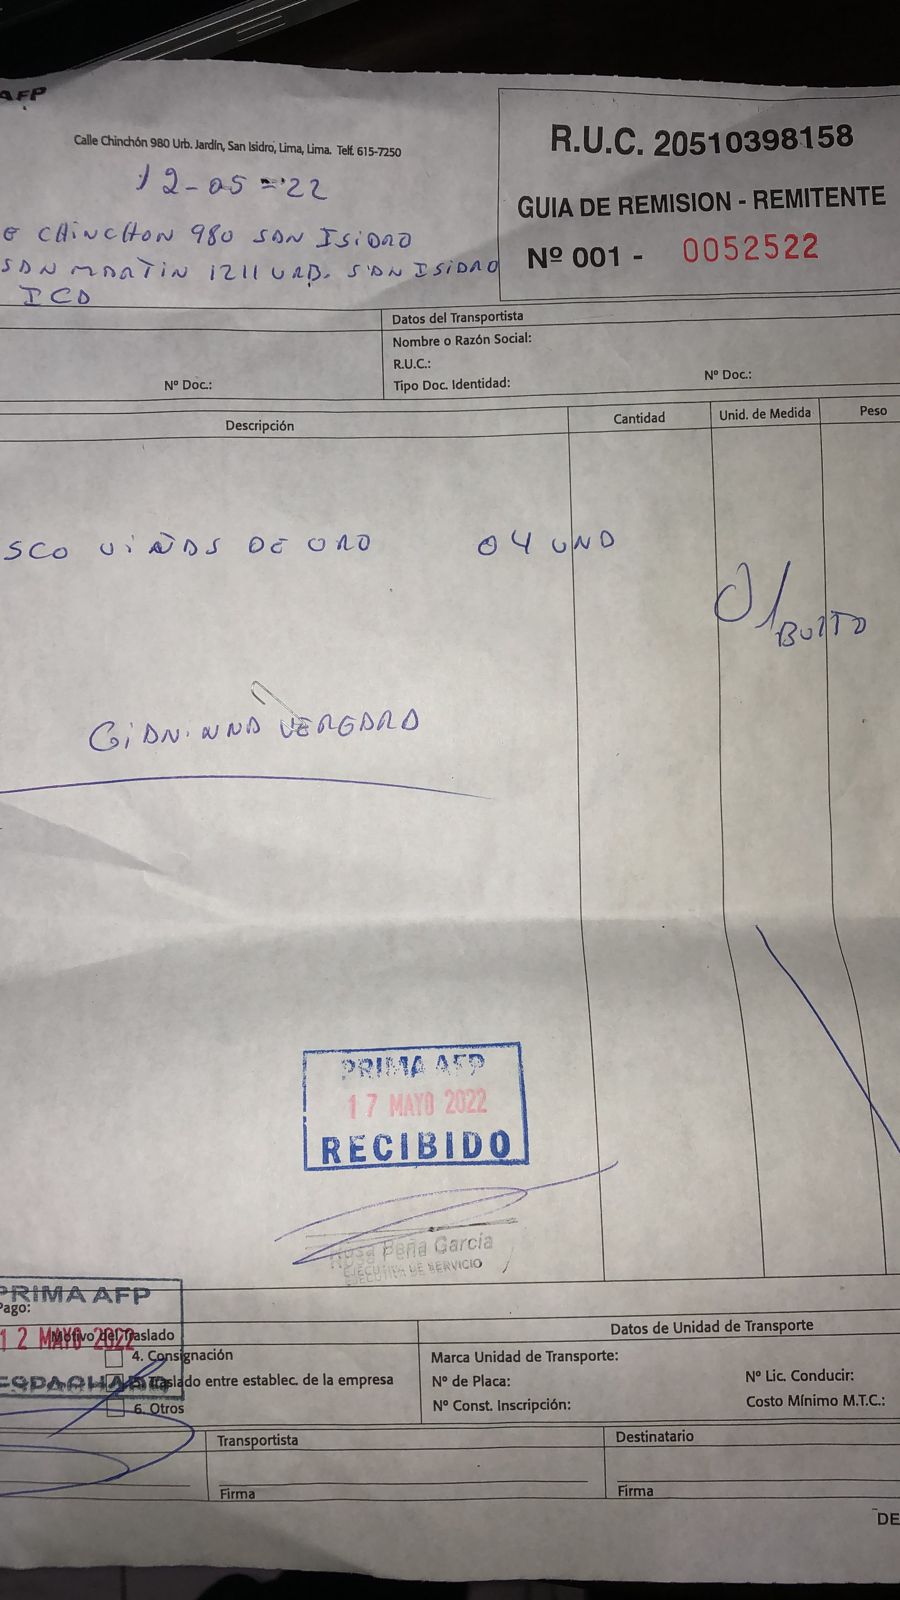 AFP
Calle Chinchón 980 Urb. Jardín, San Isidro, Lima, Lima. Telf. 615-7250
R.U.C. 20510398158
GUIA DE REMISION - REMITENTE
Nº 001 - 0052522
12-05-22
E CHINCHON 980 SAN ISIDRO
SAN MARTIN 1211 URB. SAN ISIDRO
ICA
Datos del Transportista
Nombre o Razón Social:
R.U.C.:
Nº Doc.:
Tipo Doc. Identidad:
Nº Doc.:
Descripción
Cantidad
Unid. de Medida
Peso
SCO VIÑAS DE ORO 04 UND
01 BULTO
GIANINNA VERGARA
PRIMA AFP
17 MAYO 2022
RECIBIDO
Rosa Peña Garcia
EJECUTIVA DE SERVICIO
PRIMA AFP
Pago:
12 MAYO 2022
Motivo del Traslado
4. Consignación
DESPACHADO
5. Traslado entre establec. de la empresa
6. Otros
Datos de Unidad de Transporte
Marca Unidad de Transporte:
Nº de Placa:
Nº Lic. Conducir:
Nº Const. Inscripción:
Costo Mínimo M.T.C.:
Transportista
Firma
Destinatario
Firma
DE